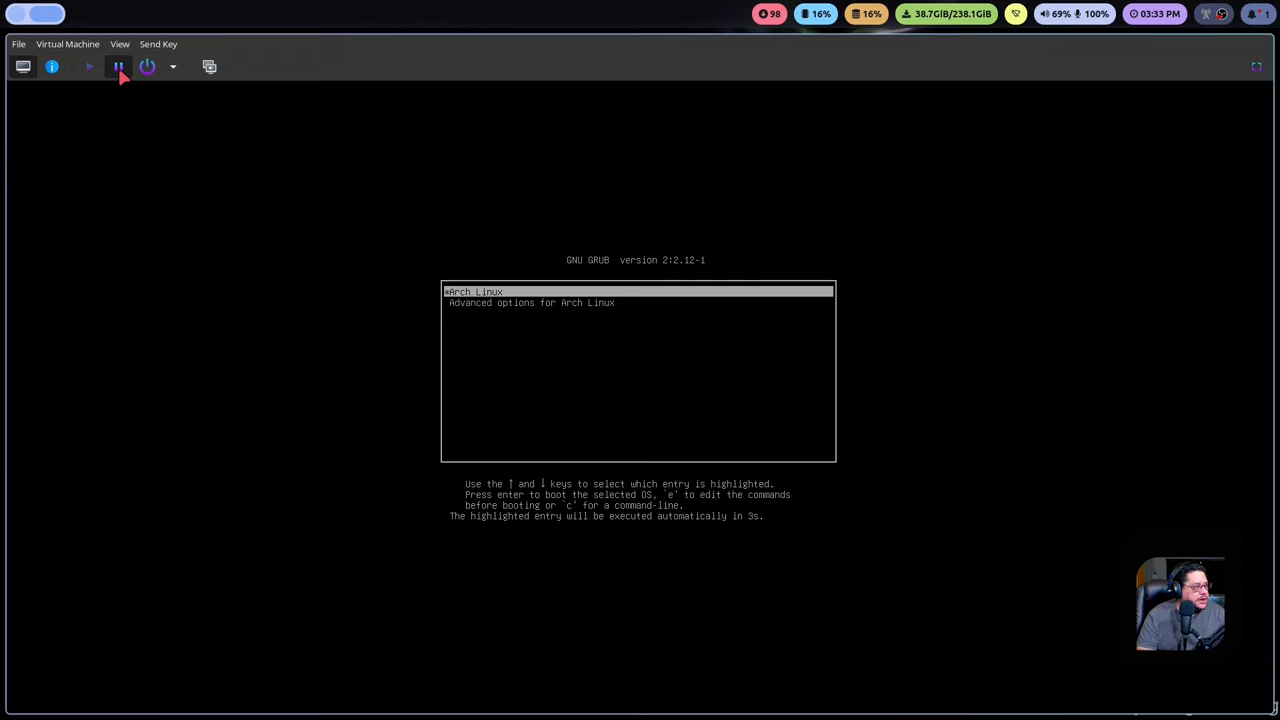 98
16%
16%
38.7GiB/238.1GiB
69% 100%
03:33 PM
1
File Virtual Machine View Send Key
GNU GRUB version 2:2.12-1
*Arch Linux
Advanced options for Arch Linux
Use the ↑ and ↓ keys to select which entry is highlighted.
Press enter to boot the selected OS, `e' to edit the commands
before booting or `c' for a command-line.
The highlighted entry will be executed automatically in 3s.